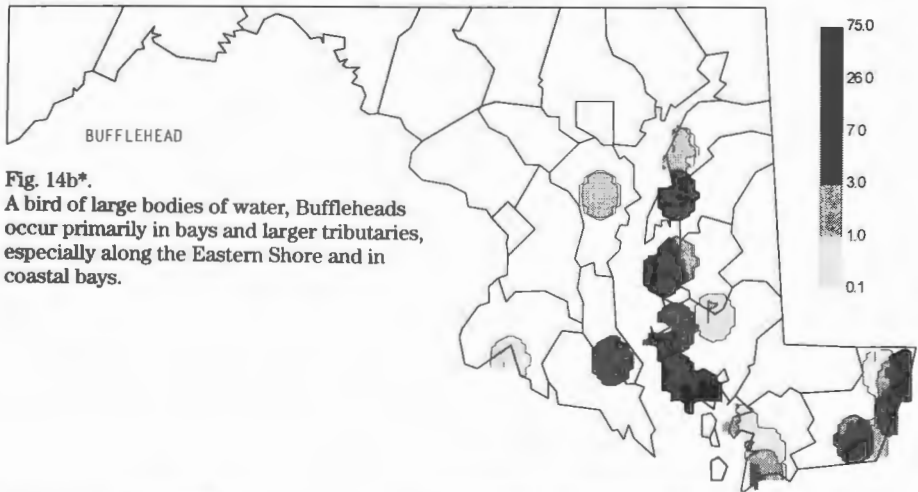 BUFFLEHEAD
Fig. 14b*.
A bird of large bodies of water, Buffleheads
occur primarily in bays and larger tributaries,
especially along the Eastern Shore and in
coastal bays.
75.0
26.0
7.0
3.0
1.0
0.1